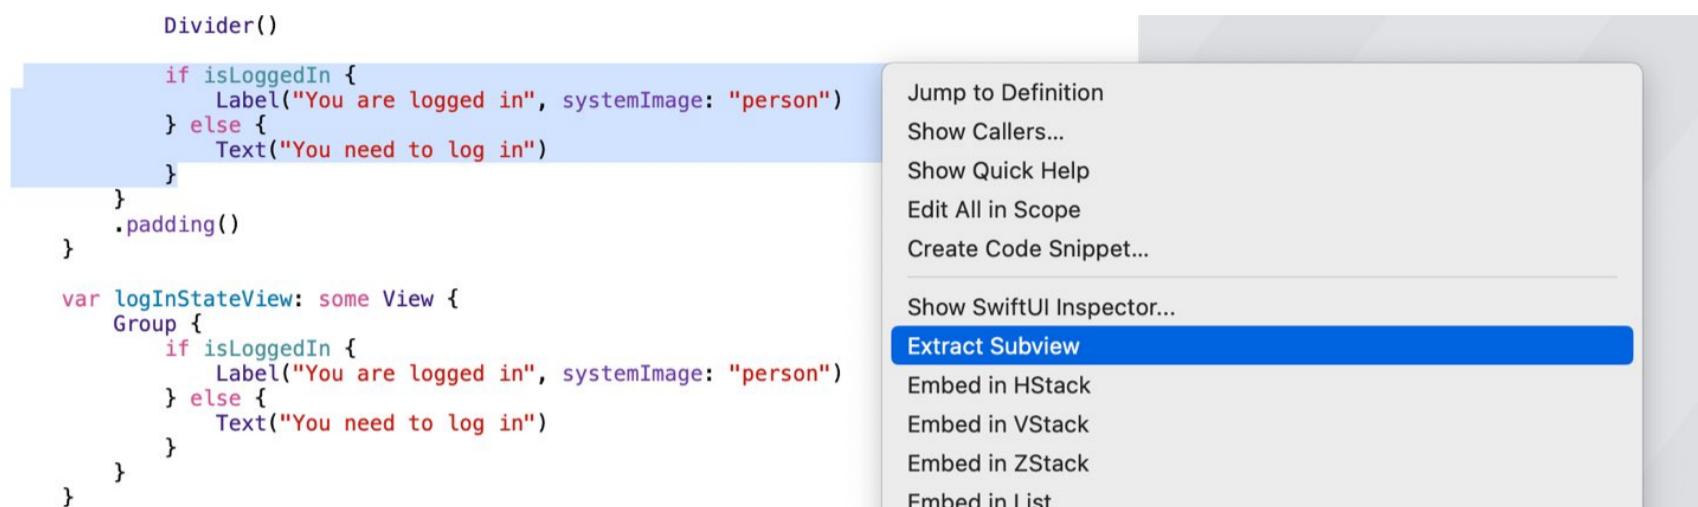 Divider()
if isLoggedIn {
Label("You are logged in", systemImage: "person")
} else {
Text("You need to log in")
}
}
.padding()
}
var logInStateView: some View {
Group {
if isLoggedIn {
Label("You are logged in", systemImage: "person")
} else {
Text("You need to log in")
}
}
}
Jump to Definition
Show Callers...
Show Quick Help
Edit All in Scope
Create Code Snippet...
Show SwiftUI Inspector...
Extract Subview
Embed in HStack
Embed in VStack
Embed in ZStack
Embed in List